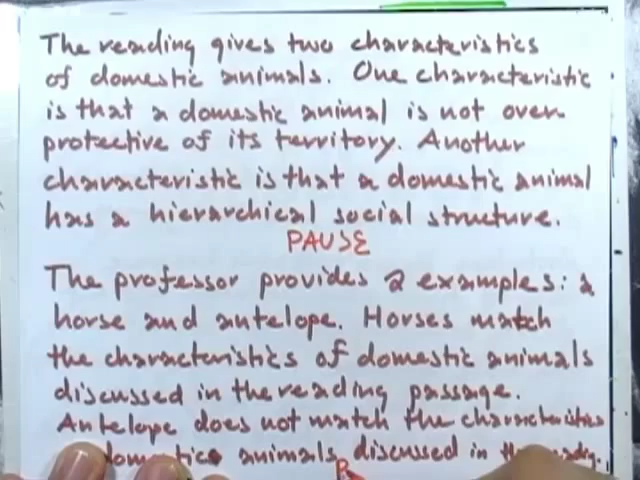 The reading gives two characteristics
of domestic animals. One characteristic
is that a domestic animal is not over
protective of its territory. Another
characteristic is that a domestic animal
has a hierarchical social structure.
PAUSE
The professor provides 2 examples: a
horse and antelope. Horses match
the characteristics of domestic animals
discussed in the reading passage.
Antelope does not match the characteristics
domestic animals discussed in the
P